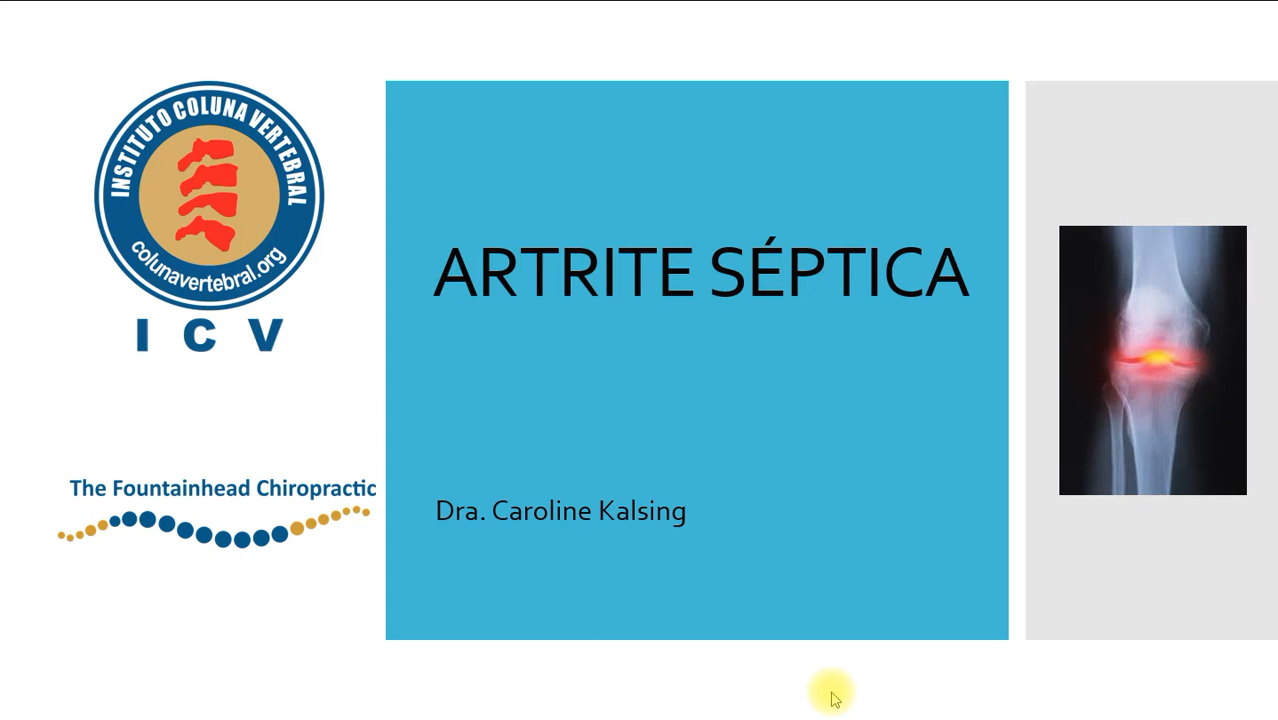 INSTITUTO COLUNA VERTEBRAL
colunavertebral.org
I C V
The Fountainhead Chiropractic
ARTRITE SÉPTICA
Dra. Caroline Kalsing